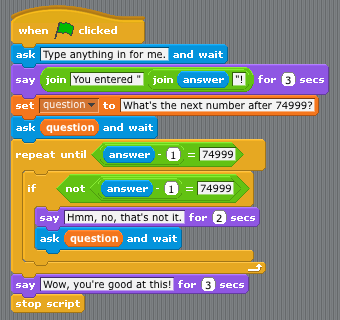 when clicked
ask Type anything in for me. and wait
say join You entered " join answer "! for 3 secs
set question to What's the next number after 74999?
ask question and wait
repeat until answer - 1 = 74999
if not answer - 1 = 74999
say Hmm, no, that's not it. for 2 secs
ask question and wait
say Wow, you're good at this! for 3 secs
stop script